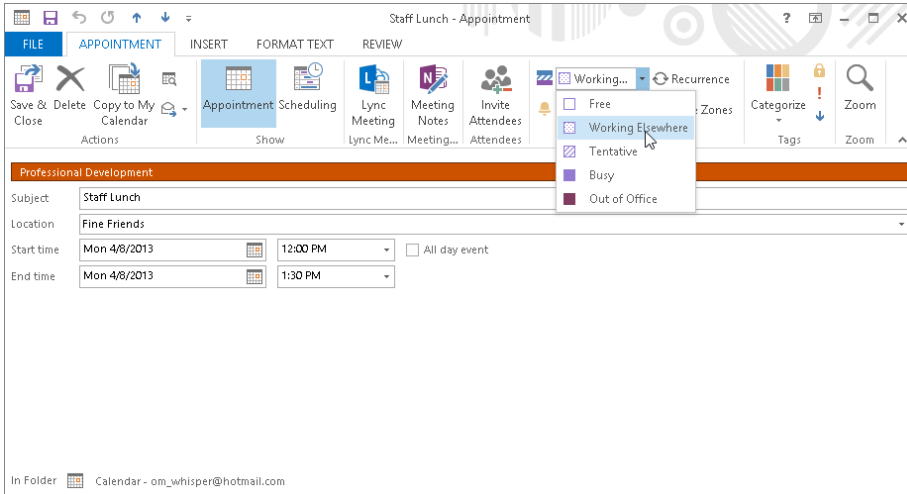 Staff Lunch - Appointment
?
FILE APPOINTMENT INSERT FORMAT TEXT REVIEW
Save & Close
Delete
Copy to My Calendar
Actions
Appointment
Scheduling
Show
Lync Meeting
Lync Me...
Meeting Notes
Meeting...
Invite Attendees
Attendees
Working...
Recurrence
Zones
Free
Working Elsewhere
Tentative
Busy
Out of Office
Categorize
Tags
Zoom
Zoom
Professional Development
Subject Staff Lunch
Location Fine Friends
Start time Mon 4/8/2013 12:00 PM All day event
End time Mon 4/8/2013 1:30 PM
In Folder Calendar - om_whisper@hotmail.com